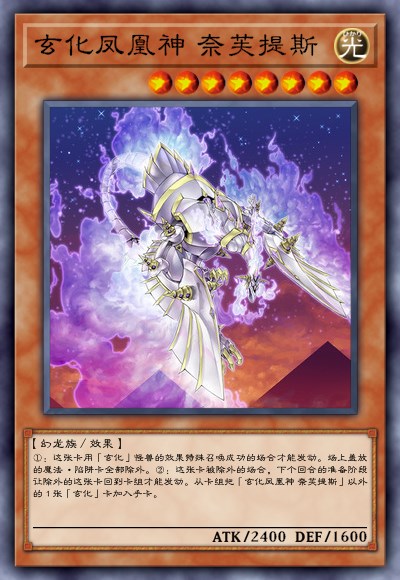 玄化凤凰神 奈芙提斯
光
ひかり
【幻龙族／效果】
①：这张卡用「玄化」怪兽的效果特殊召唤成功的场合才能发动。场上盖放
的魔法·陷阱卡全部除外。②：这张卡被除外的场合，下个回合的准备阶段
让除外的这张卡回到卡组才能发动。从卡组把「玄化凤凰神 奈芙提斯」以外
的1张「玄化」卡加入手卡。
ATK/2400 DEF/1600